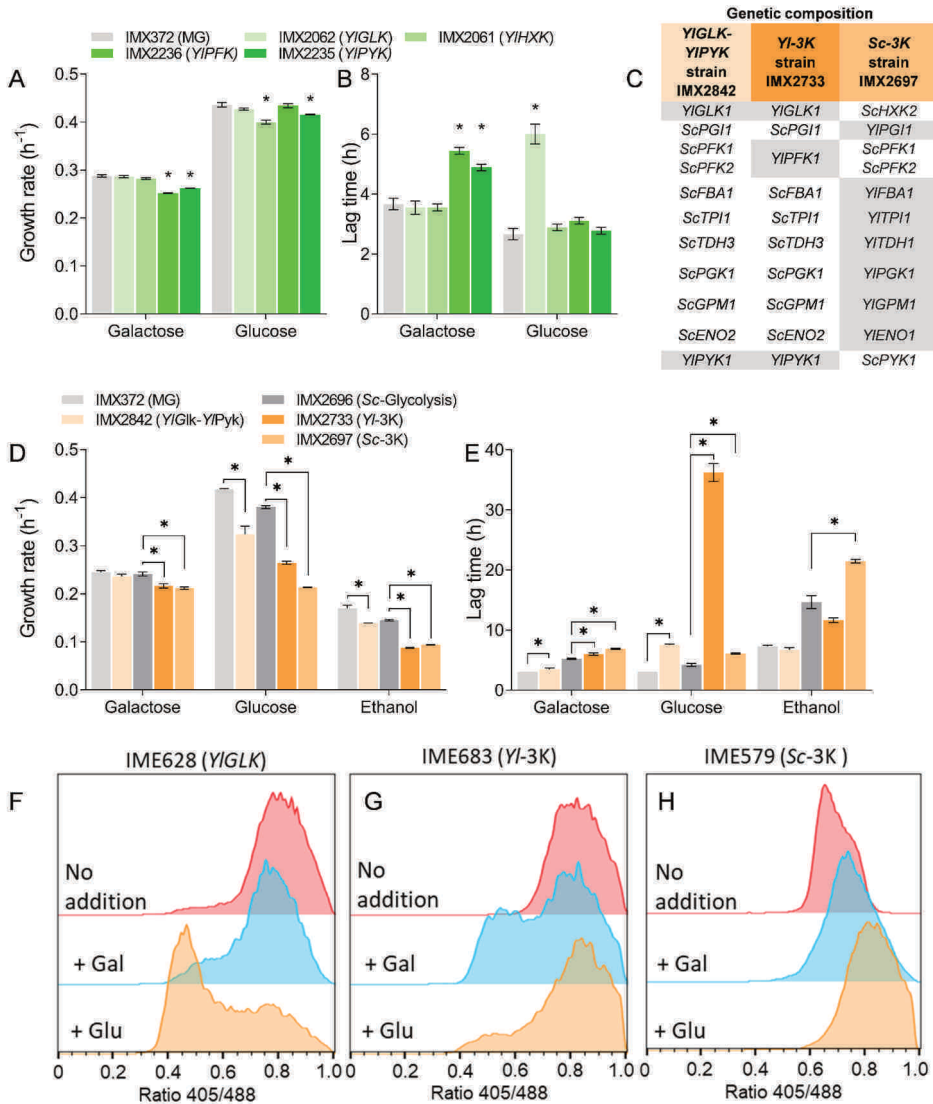 IMX372 (MG)
IMX2062 (YlGLK)
IMX2061 (YlHXK)
IMX2236 (YlPFK)
IMX2235 (YlPYK)
A
Growth rate (h⁻¹)
0.5
0.4
0.3
0.2
0.1
0.0
* * * *
Galactose
Glucose
B
Lag time (h)
8
6
4
2
0
* * *
Galactose
Glucose
C
Genetic composition
YlGLK- Yl-3K Sc-3K
YlPYK strain strain
strain IMX2733 IMX2697
IMX2842
YlGLK1 YlGLK1 ScHXK2
ScPGI1 ScPGI1 YlPGI1
ScPFK1 YlPFK1 ScPFK1
ScPFK2 ScPFK2
ScFBA1 ScFBA1 YlFBA1
ScTPI1 ScTPI1 YlTPI1
ScTDH3 ScTDH3 YlTDH1
ScPGK1 ScPGK1 YlPGK1
ScGPM1 ScGPM1 YlGPM1
ScENO2 ScENO2 YlENO1
YlPYK1 YlPYK1 ScPYK1
IMX372 (MG)
IMX2842 (YlGlk-YlPyk)
IMX2696 (Sc-Glycolysis)
IMX2733 (Yl-3K)
IMX2697 (Sc-3K)
D
Growth rate (h⁻¹)
0.5
0.4
0.3
0.2
0.1
0.0
* * * * * * * *
Galactose
Glucose
Ethanol
E
Lag time (h)
40
30
20
10
0
* * * * * * *
Galactose
Glucose
Ethanol
IME628 (YlGLK)
F
No
addition
+ Gal
+ Glu
0 0.2 0.4 0.6 0.8 1.0
Ratio 405/488
IME683 (Yl-3K)
G
No
addition
+ Gal
+ Glu
0 0.2 0.4 0.6 0.8 1.0
Ratio 405/488
IME579 (Sc-3K )
H
No
addition
+ Gal
+ Glu
0 0.2 0.4 0.6 0.8 1.0
Ratio 405/488